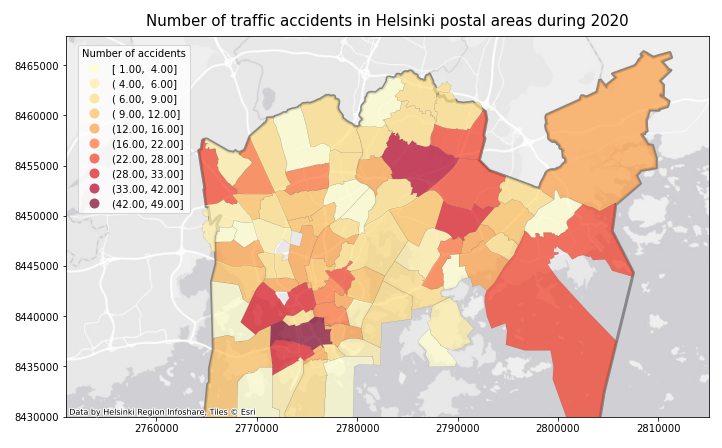 Number of traffic accidents in Helsinki postal areas during 2020
Number of accidents
[ 1.00, 4.00]
( 4.00, 6.00]
( 6.00, 9.00]
( 9.00, 12.00]
(12.00, 16.00]
(16.00, 22.00]
(22.00, 28.00]
(28.00, 33.00]
(33.00, 42.00]
(42.00, 49.00]
8465000
8460000
8455000
8450000
8445000
8440000
8435000
8430000
Data by Helsinki Region Infoshare, Tiles © Esri
2760000 2770000 2780000 2790000 2800000 2810000